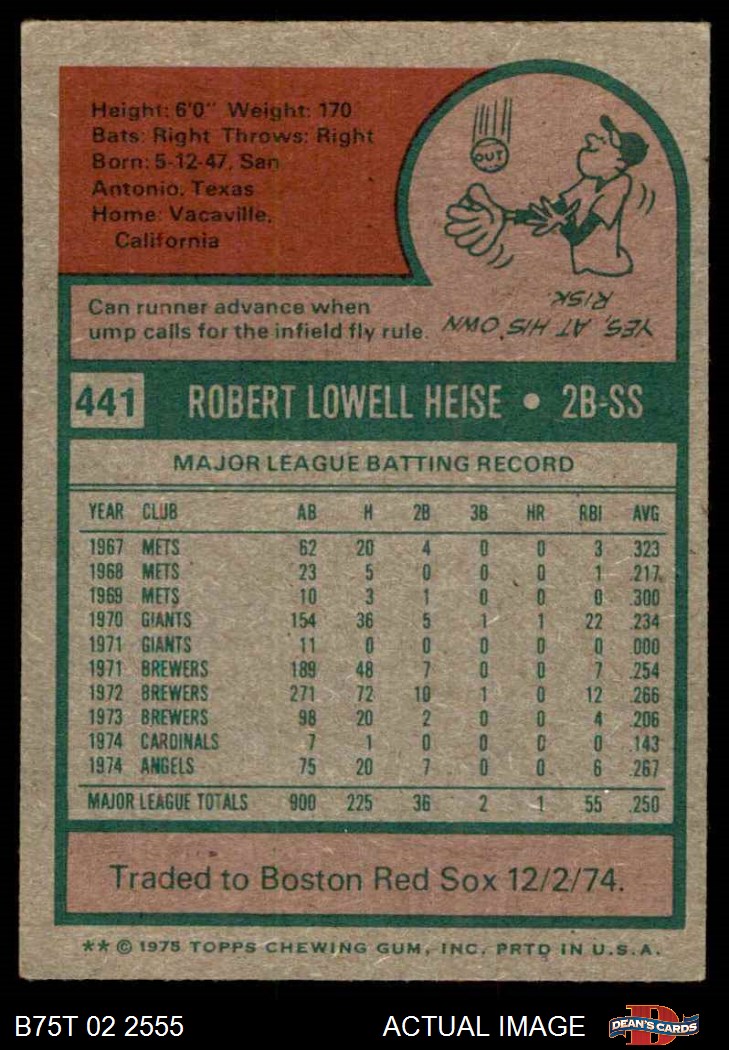 Height: 6'0" Weight: 170
Bats: Right Throws: Right
Born: 5-12-47, San
Antonio, Texas
Home: Vacaville,
California
OUT
Can runner advance when
ump calls for the infield fly rule.
YES, AT HIS OWN
RISK.
441 ROBERT LOWELL HEISE • 2B-SS
MAJOR LEAGUE BATTING RECORD
YEAR CLUB AB H 2B 3B HR RBI AVG
1967 METS 62 20 4 0 0 3 .323
1968 METS 23 5 0 0 0 1 .217
1969 METS 10 3 1 0 0 0 .300
1970 GIANTS 154 36 5 1 1 22 .234
1971 GIANTS 11 0 0 0 0 0 .000
1971 BREWERS 189 48 7 0 0 7 .254
1972 BREWERS 271 72 10 1 0 12 .266
1973 BREWERS 98 20 2 0 0 4 .206
1974 CARDINALS 7 1 0 0 0 0 .143
1974 ANGELS 75 20 7 0 0 6 .267
MAJOR LEAGUE TOTALS 900 225 36 2 1 55 .250
Traded to Boston Red Sox 12/2/74.
** © 1975 TOPPS CHEWING GUM, INC. PRTD IN U.S.A.
B75T 02 2555 ACTUAL IMAGE D DEAN'S CARDS